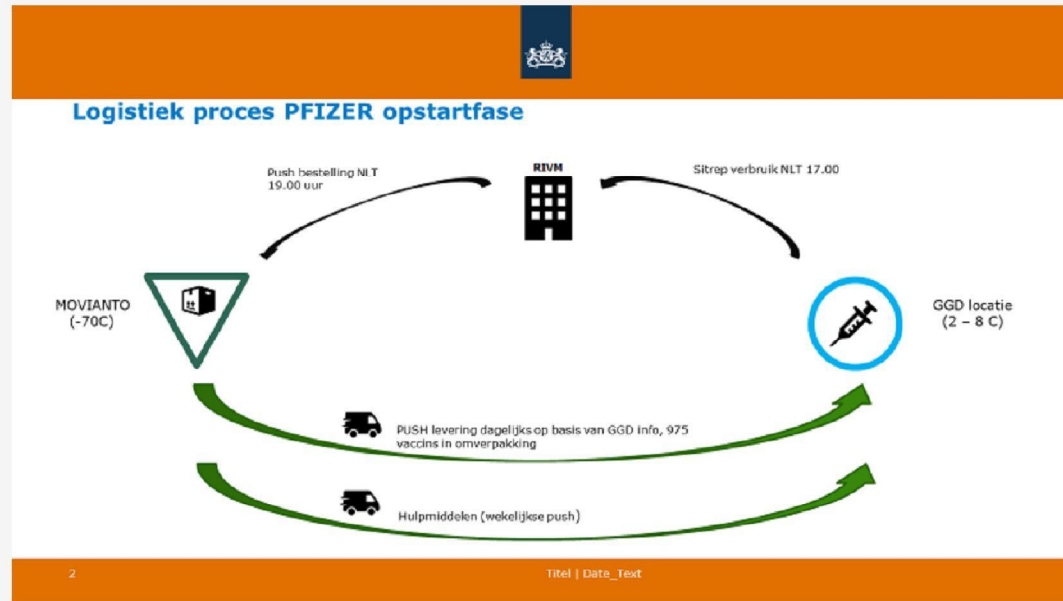 Logistiek proces PFIZER opstartfase
Push bestelling NLT
19.00 uur
RIVM
Sitrep verbruik NLT 17.00
MOVIANTO
(-70C)
GGD locatie
(2 – 8 C)
PUSH levering dagelijks op basis van GGD info, 975
vaccins in omverpakking
Hulpmiddelen (wekelijkse push)
2
Titel | Date_Text